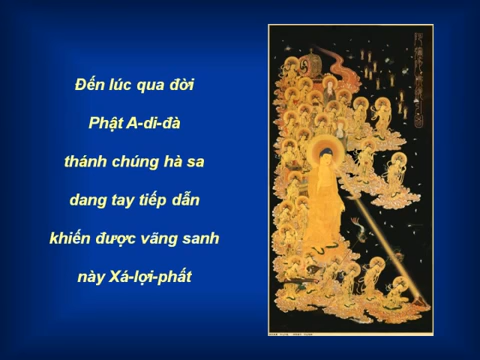 Đến lúc qua đời
Phật A-di-đà
thánh chúng hà sa
dang tay tiếp dẫn
khiến được vãng sanh
này Xá-lợi-phất